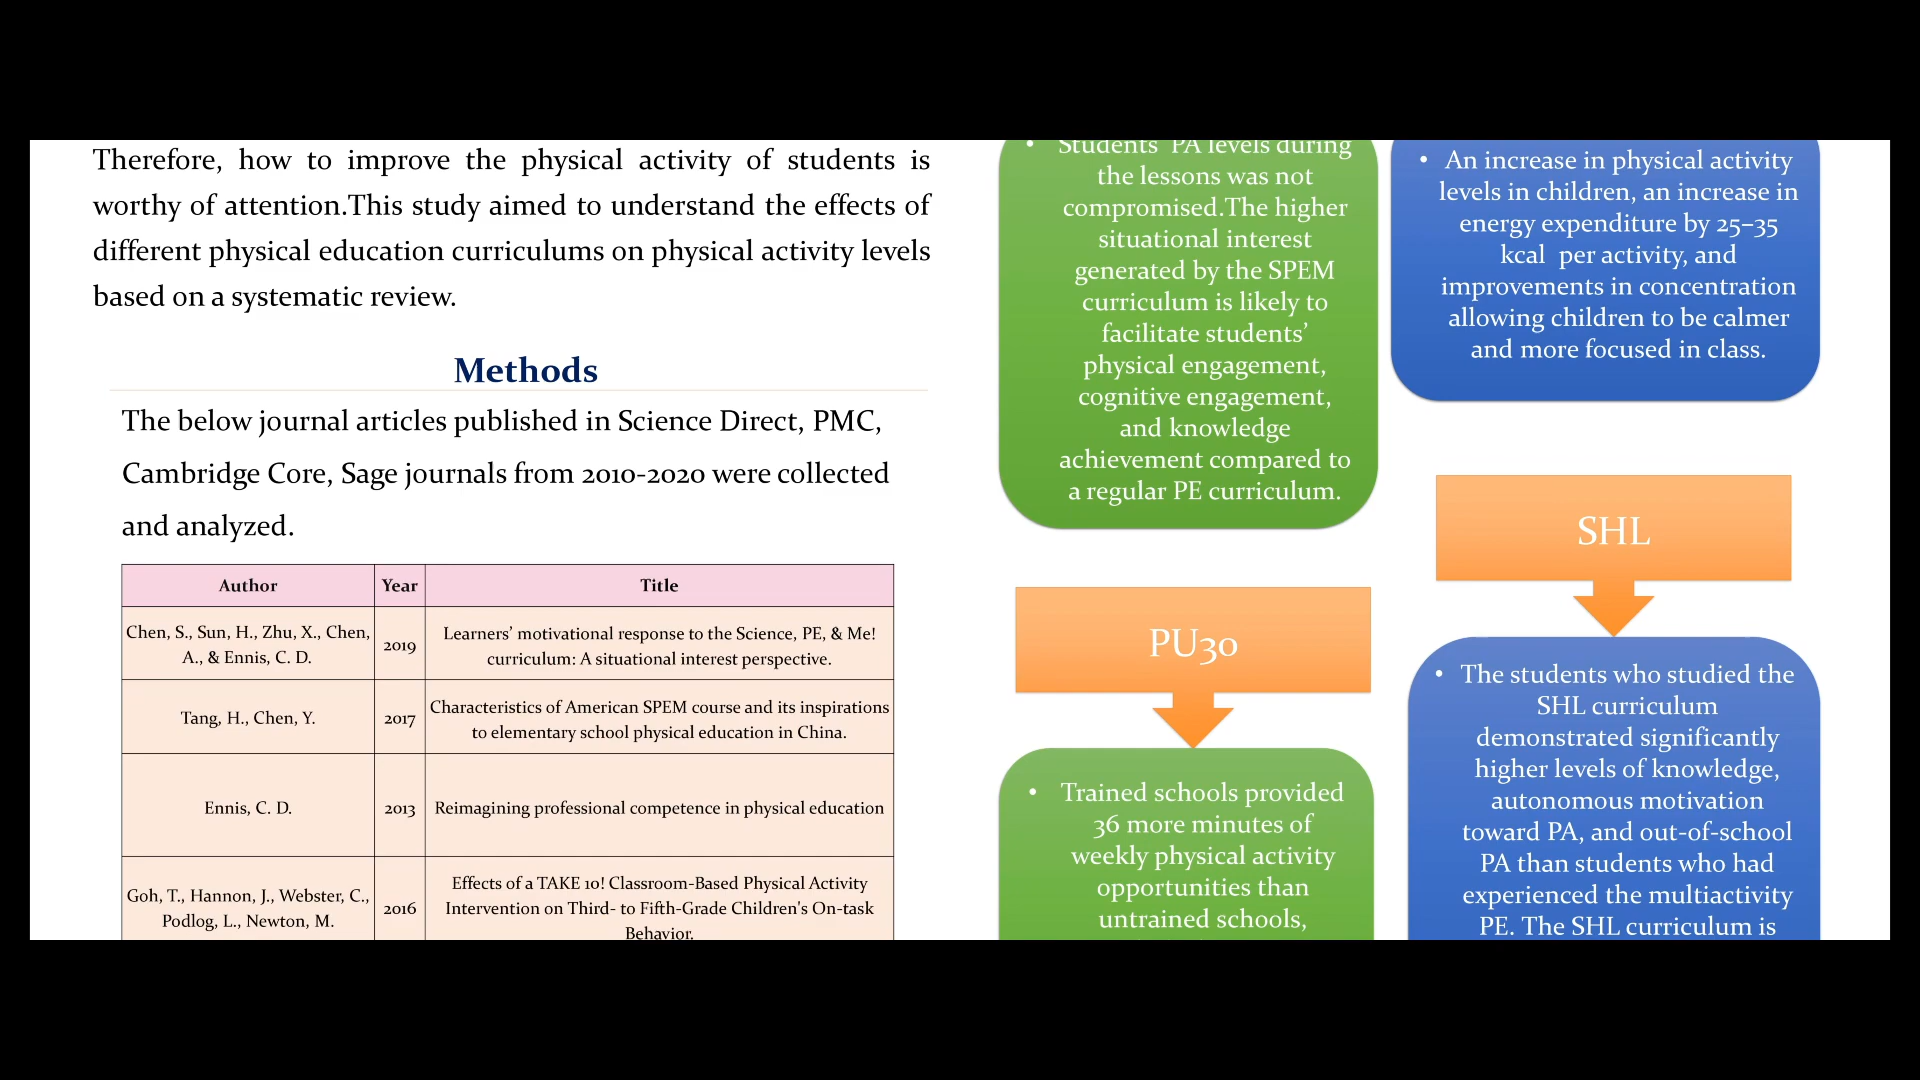 Therefore, how to improve the physical activity of students is
worthy of attention.This study aimed to understand the effects of
different physical education curriculums on physical activity levels
based on a systematic review.
Methods
The below journal articles published in Science Direct, PMC,
Cambridge Core, Sage journals from 2010-2020 were collected
and analyzed.
Author Year Title
Chen, S., Sun, H., Zhu, X., Chen,
A., & Ennis, C. D.
2019
Learners’ motivational response to the Science, PE, & Me!
curriculum: A situational interest perspective.
Tang, H., Chen, Y.
2017
Characteristics of American SPEM course and its inspirations
to elementary school physical education in China.
Ennis, C. D.
2013
Reimagining professional competence in physical education
Goh, T., Hannon, J., Webster, C.,
Podlog, L., Newton, M.
2016
Effects of a TAKE 10! Classroom-Based Physical Activity
Intervention on Third- to Fifth-Grade Children's On-task
Behavior.
• Students’ PA levels during
the lessons was not
compromised.The higher
situational interest
generated by the SPEM
curriculum is likely to
facilitate students’
physical engagement,
cognitive engagement,
and knowledge
achievement compared to
a regular PE curriculum.
PU30
• Trained schools provided
36 more minutes of
weekly physical activity
opportunities than
untrained schools,
• An increase in physical activity
levels in children, an increase in
energy expenditure by 25–35
kcal per activity, and
improvements in concentration
allowing children to be calmer
and more focused in class.
SHL
• The students who studied the
SHL curriculum
demonstrated significantly
higher levels of knowledge,
autonomous motivation
toward PA, and out-of-school
PA than students who had
experienced the multiactivity
PE. The SHL curriculum is